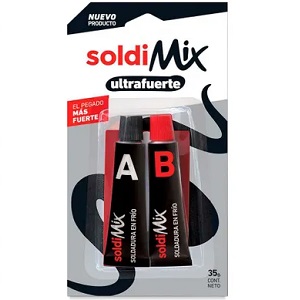 NUEVO
PRODUCTO
soldiMix
ultrafuerte
EL PEGADO
MÁS
FUERTE
A
B
soldiMix
SOLDADURA EN FRÍO
soldiMix
SOLDADURA EN FRÍO
35g
CONT.
NETO